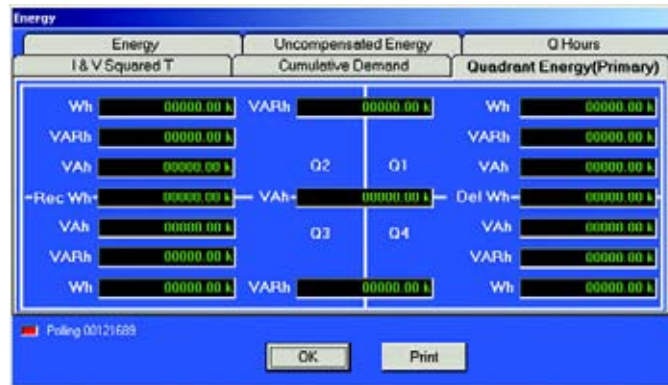 Energy
Energy Uncompensated Energy Q Hours
I & V Squared T Cumulative Demand Quadrant Energy(Primary)
Wh 00000.00 k VARh 00000.00 k Wh 00000.00 k
VARh 00000.00 k VARh 00000.00 k
VAh 00000.00 k Q2 Q1 VAh 00000.00 k
Rec Wh 00000.00 k VAh 00000.00 k Del Wh 00000.00 k
VAh 00000.00 k Q3 Q4 VAh 00000.00 k
VARh 00000.00 k VARh 00000.00 k
Wh 00000.00 k VARh 00000.00 k Wh 00000.00 k
Polling 00121689
OK Print